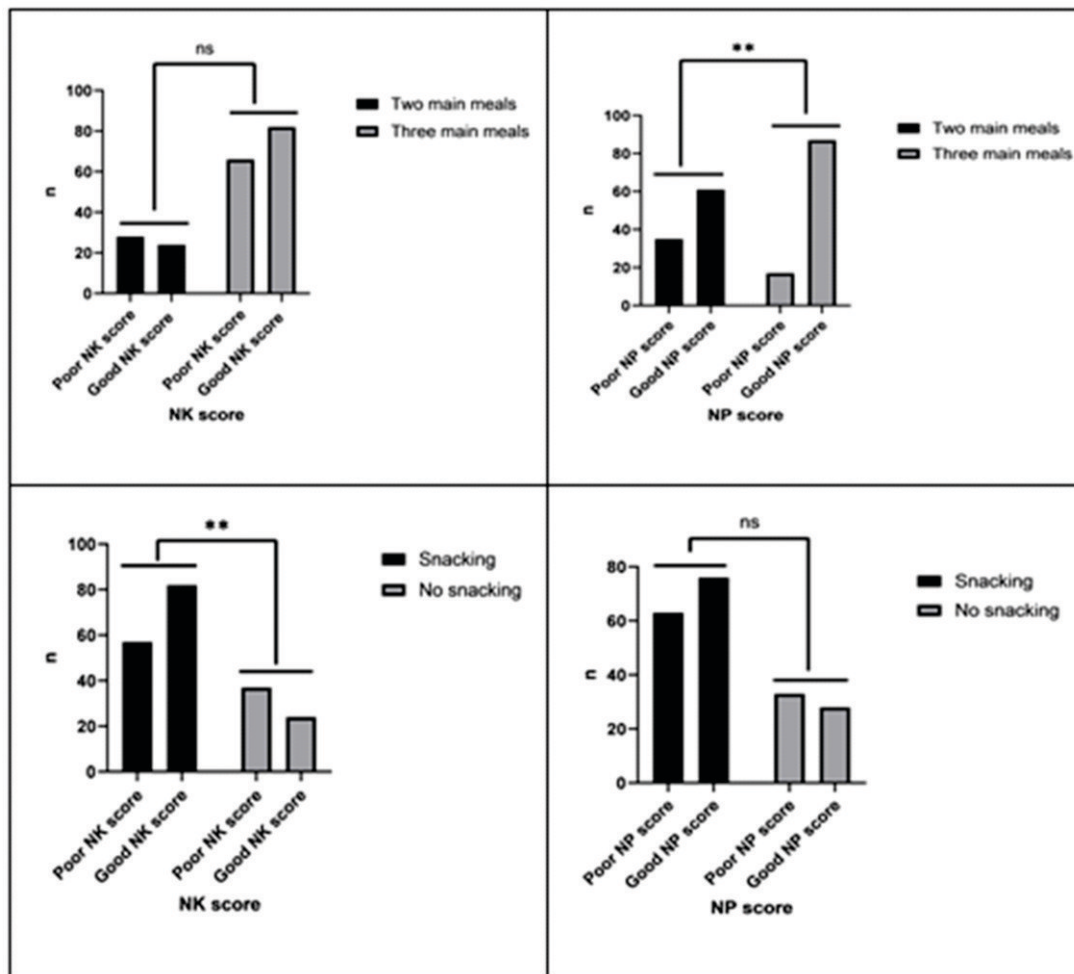 ns
100
80
60
40
20
0
n
Two main meals
Three main meals
Poor NK score
Good NK score
Poor NK score
Good NK score
NK score
**
100
80
60
40
20
0
n
Two main meals
Three main meals
Poor NP score
Good NP score
Poor NP score
Good NP score
NP score
**
100
80
60
40
20
0
n
Snacking
No snacking
Poor NK score
Good NK score
Poor NK score
Good NK score
NK score
ns
80
60
40
20
0
n
Snacking
No snacking
Poor NP score
Good NP score
Poor NP score
Good NP score
NP score